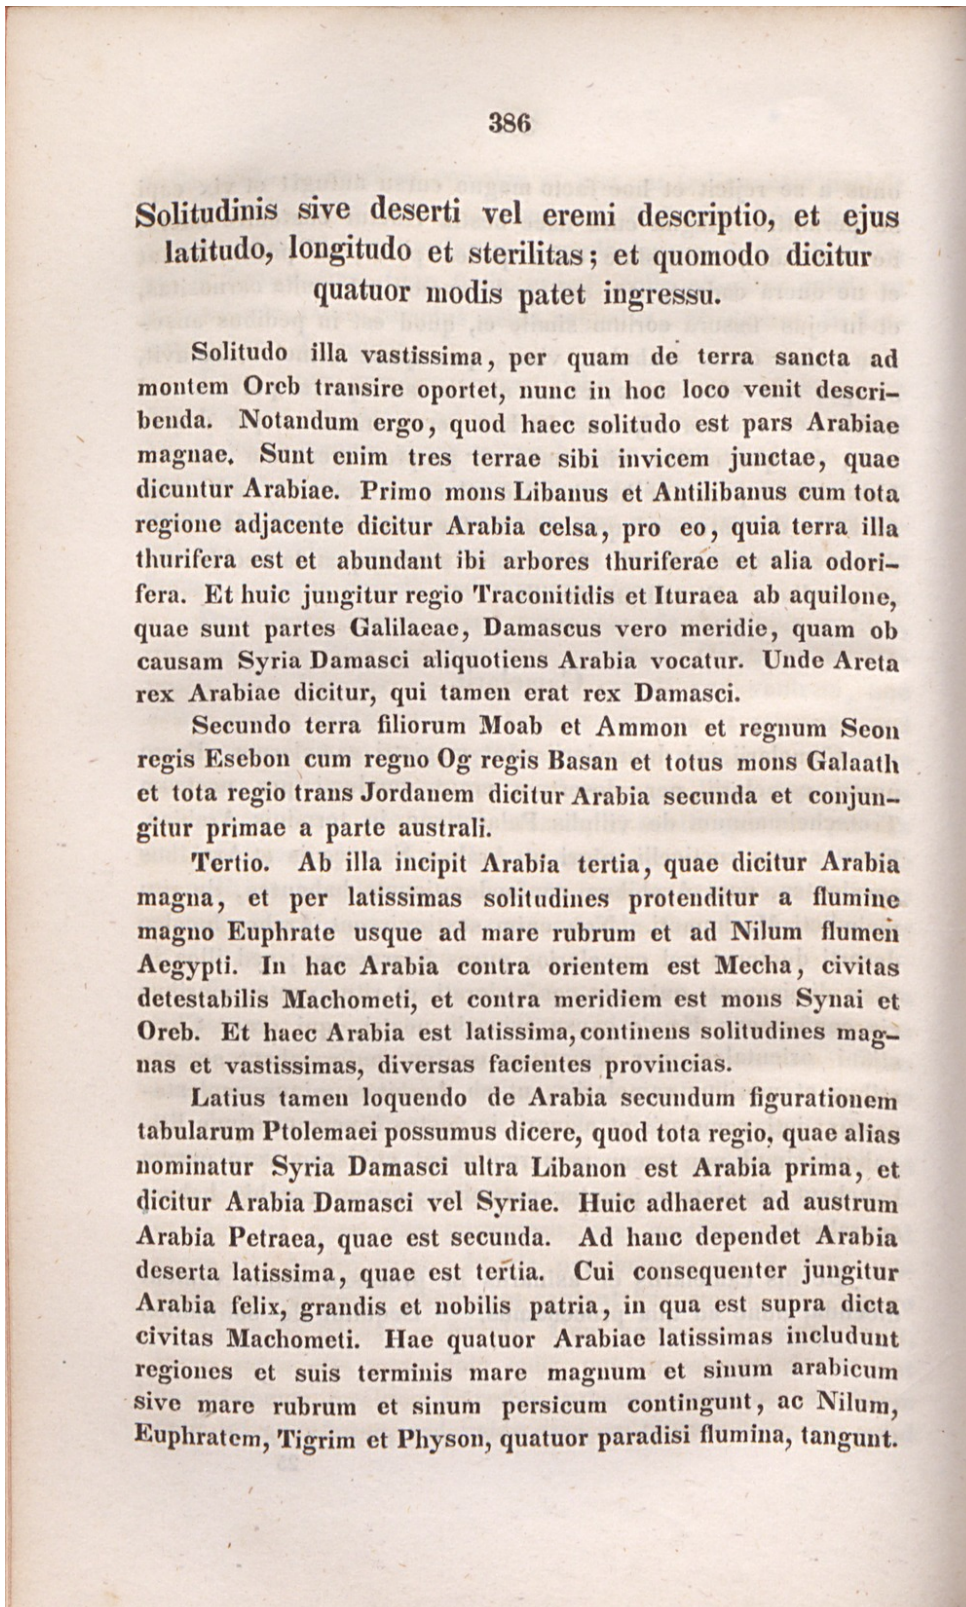 386
Solitudinis sive deserti vel eremi descriptio, et ejus
latitudo, longitudo et sterilitas; et quomodo dicitur
quatuor modis patet ingressu.
Solitudo illa vastissima, per quam de terra sancta ad
montem Oreb transire oportet, nunc in hoc loco venit descri-
benda. Notandum ergo, quod haec solitudo est pars Arabiae
magnae. Sunt enim tres terrae sibi invicem junctae, quae
dicuntur Arabiae. Primo mons Libanus et Antilibanus cum tota
regione adjacente dicitur Arabia celsa, pro eo, quia terra illa
thurifera est et abundant ibi arbores thuriferae et alia odori-
fera. Et huic jungitur regio Traconitidis et Ituraea ab aquilone,
quae sunt partes Galilaeae, Damascus vero meridie, quam ob
causam Syria Damasci aliquotiens Arabia vocatur. Unde Areta
rex Arabiae dicitur, qui tamen erat rex Damasci.
Secundo terra filiorum Moab et Ammon et regnum Seon
regis Esebon cum regno Og regis Basan et totus mons Galaath
et tota regio trans Jordanem dicitur Arabia secunda et conjun-
gitur primae a parte australi.
Tertio. Ab illa incipit Arabia tertia, quae dicitur Arabia
magna, et per latissimas solitudines protenditur a flumine
magno Euphrate usque ad mare rubrum et ad Nilum flumen
Aegypti. In hac Arabia contra orientem est Mecha, civitas
detestabilis Machometi, et contra meridiem est mons Synai et
Oreb. Et haec Arabia est latissima, continens solitudines mag-
nas et vastissimas, diversas facientes provincias.
Latius tamen loquendo de Arabia secundum figurationem
tabularum Ptolemaei possumus dicere, quod tota regio, quae alias
nominatur Syria Damasci ultra Libanon est Arabia prima, et
dicitur Arabia Damasci vel Syriae. Huic adhaeret ad austrum
Arabia Petraea, quae est secunda. Ad hanc dependet Arabia
deserta latissima, quae est tertia. Cui consequenter jungitur
Arabia felix, grandis et nobilis patria, in qua est supra dicta
civitas Machometi. Hae quatuor Arabiae latissimas includunt
regiones et suis terminis mare magnum et sinum arabicum
sive mare rubrum et sinum persicum contingunt, ac Nilum,
Euphratem, Tigrim et Physon, quatuor paradisi flumina, tangunt.